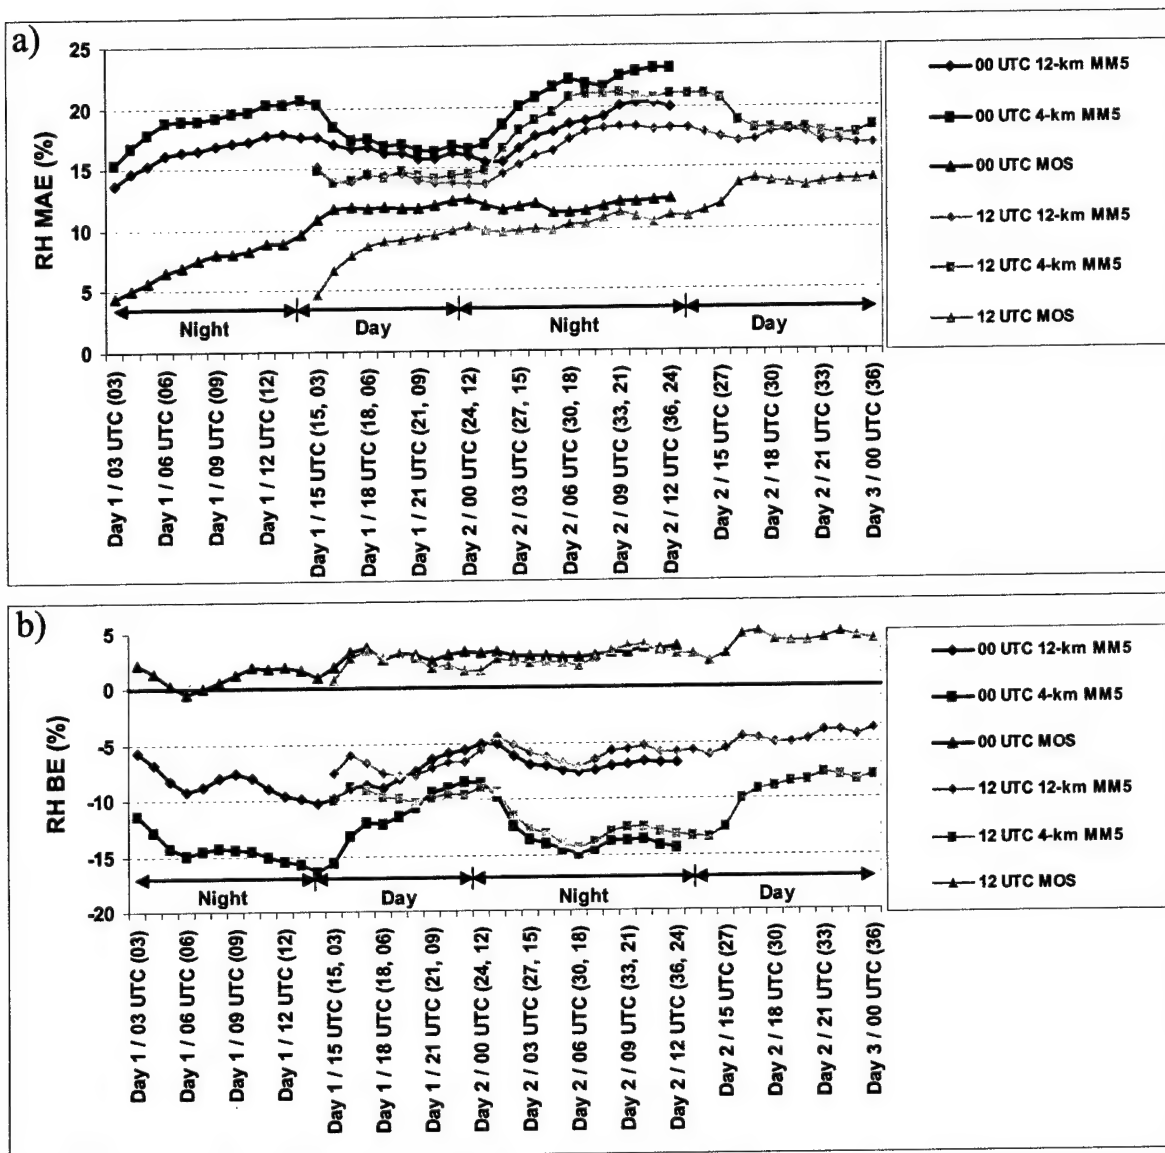 a)
RH MAE (%)
25
20
15
10
5
0
Night
Day
Night
Day
Day 1 / 03 UTC (03)
Day 1 / 06 UTC (06)
Day 1 / 09 UTC (09)
Day 1 / 12 UTC (12)
Day 1 / 15 UTC (15, 03)
Day 1 / 18 UTC (18, 06)
Day 1 / 21 UTC (21, 09)
Day 2 / 00 UTC (24, 12)
Day 2 / 03 UTC (27, 15)
Day 2 / 06 UTC (30, 18)
Day 2 / 09 UTC (33, 21)
Day 2 / 12 UTC (36, 24)
Day 2 / 15 UTC (27)
Day 2 / 18 UTC (30)
Day 2 / 21 UTC (33)
Day 3 / 00 UTC (36)
00 UTC 12-km MM5
00 UTC 4-km MM5
00 UTC MOS
12 UTC 12-km MM5
12 UTC 4-km MM5
12 UTC MOS
b)
RH BE (%)
5
0
-5
-10
-15
-20
Night
Day
Night
Day
Day 1 / 03 UTC (03)
Day 1 / 06 UTC (06)
Day 1 / 09 UTC (09)
Day 1 / 12 UTC (12)
Day 1 / 15 UTC (15, 03)
Day 1 / 18 UTC (18, 06)
Day 1 / 21 UTC (21, 09)
Day 2 / 00 UTC (24, 12)
Day 2 / 03 UTC (27, 15)
Day 2 / 06 UTC (30, 18)
Day 2 / 09 UTC (33, 21)
Day 2 / 12 UTC (36, 24)
Day 2 / 15 UTC (27)
Day 2 / 18 UTC (30)
Day 2 / 21 UTC (33)
Day 3 / 00 UTC (36)
00 UTC 12-km MM5
00 UTC 4-km MM5
00 UTC MOS
12 UTC 12-km MM5
12 UTC 4-km MM5
12 UTC MOS